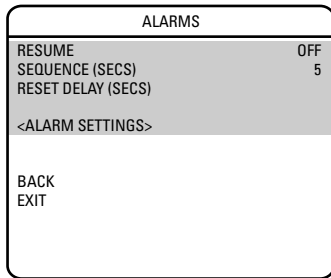 ALARMS
RESUME OFF
SEQUENCE (SECS) 5
RESET DELAY (SECS)
<ALARM SETTINGS>
BACK
EXIT